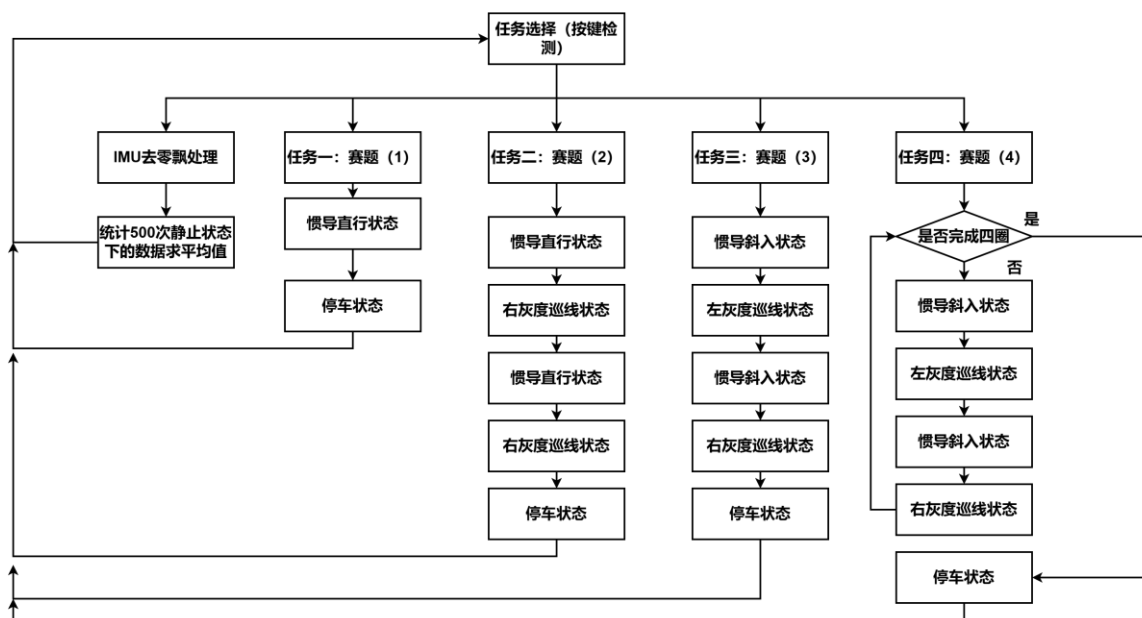 任务选择（按键检
测）
IMU去零飘处理
任务一：赛题（1）
任务二：赛题（2）
任务三：赛题（3）
任务四：赛题（4）
统计500次静止状态
下的数据求平均值
惯导直行状态
停车状态
惯导直行状态
右灰度巡线状态
惯导直行状态
右灰度巡线状态
停车状态
惯导斜入状态
左灰度巡线状态
惯导斜入状态
右灰度巡线状态
停车状态
是否完成四圈
是
否
惯导斜入状态
左灰度巡线状态
惯导斜入状态
右灰度巡线状态
停车状态